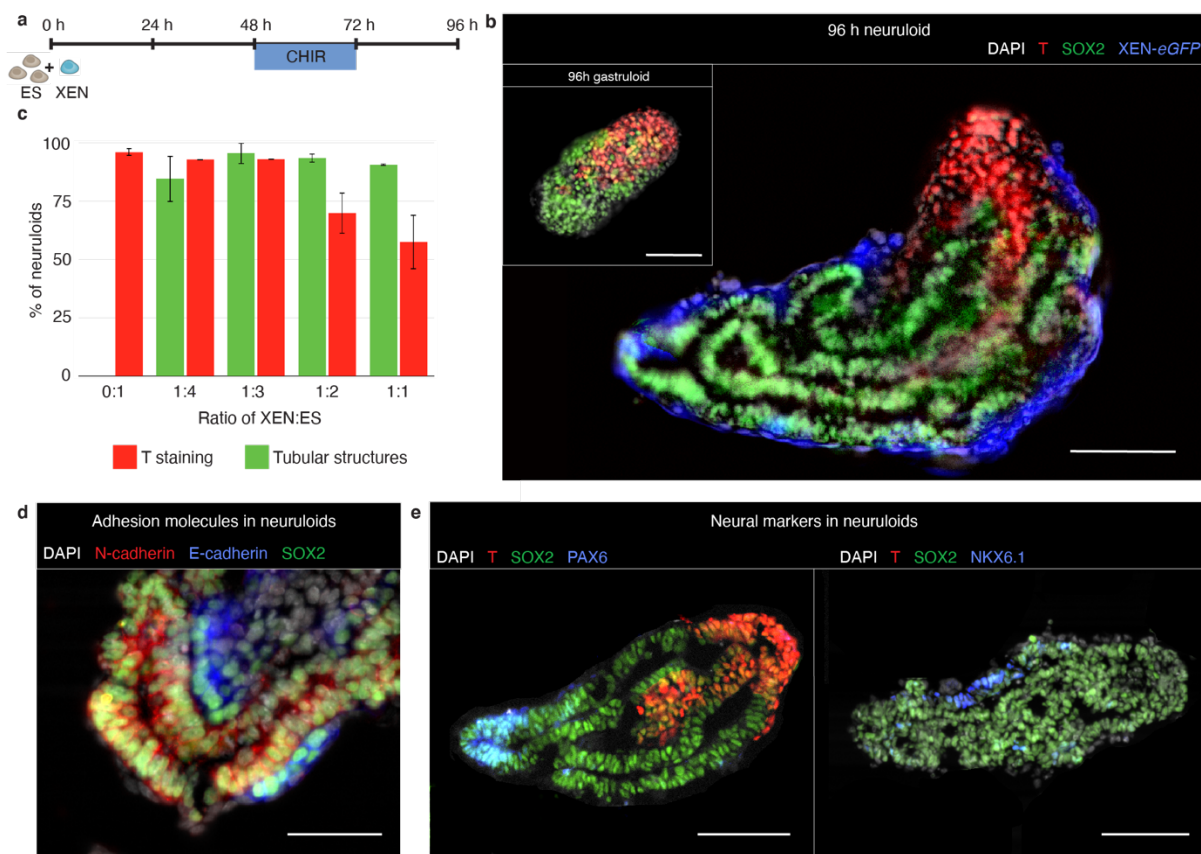 a
0 h 24 h 48 h 72 h 96 h
CHIR
+
ES XEN
b
96 h neuruloid
DAPI T SOX2 XEN-eGFP
96h gastruloid
c
% of neuruloids
100
75
50
25
0
0:1 1:4 1:3 1:2 1:1
Ratio of XEN:ES
T staining Tubular structures
d
Adhesion molecules in neuruloids
DAPI N-cadherin E-cadherin SOX2
e
Neural markers in neuruloids
DAPI T SOX2 PAX6
DAPI T SOX2 NKX6.1